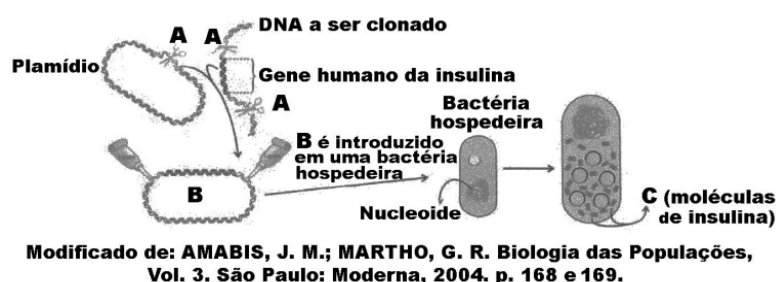 DNA a ser clonado
A
A
Plamídio
Gene humano da insulina
A
Bactéria
hospedeira
B é introduzido
em uma bactéria
hospedeira
B
C (moléculas
de insulina)
Nucleoide
Modificado de: AMABIS, J. M.; MARTHO, G. R. Biologia das Populações,
Vol. 3. São Paulo: Moderna, 2004. p. 168 e 169.